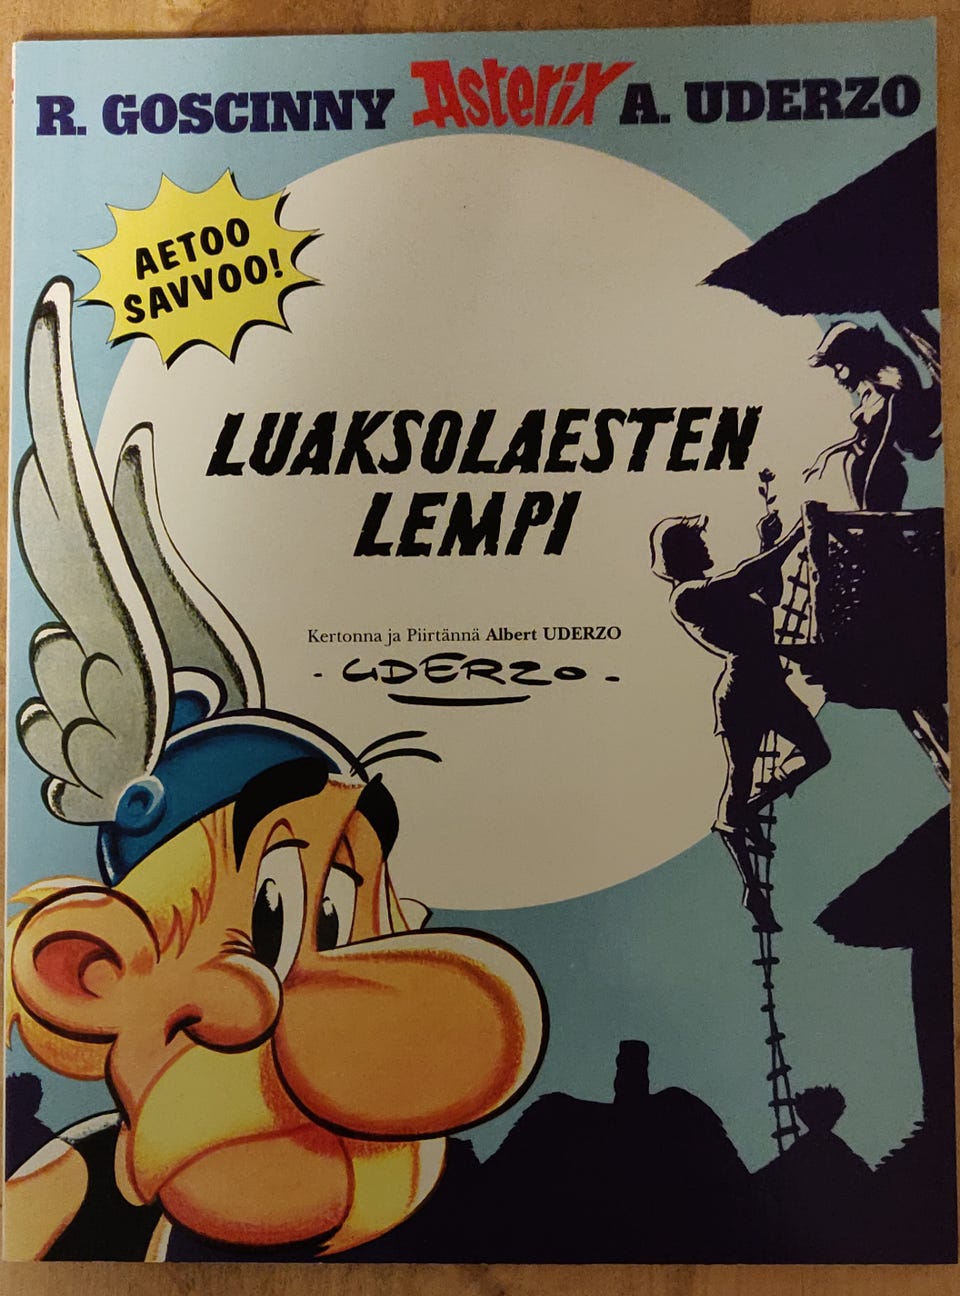 R. GOSCINNY Asterix A. UDERZO
AETOO
SAVVOO!
LUAKSOLAESTEN
LEMPI
Kertonna ja Piirtännä Albert UDERZO
· UDERZO ·